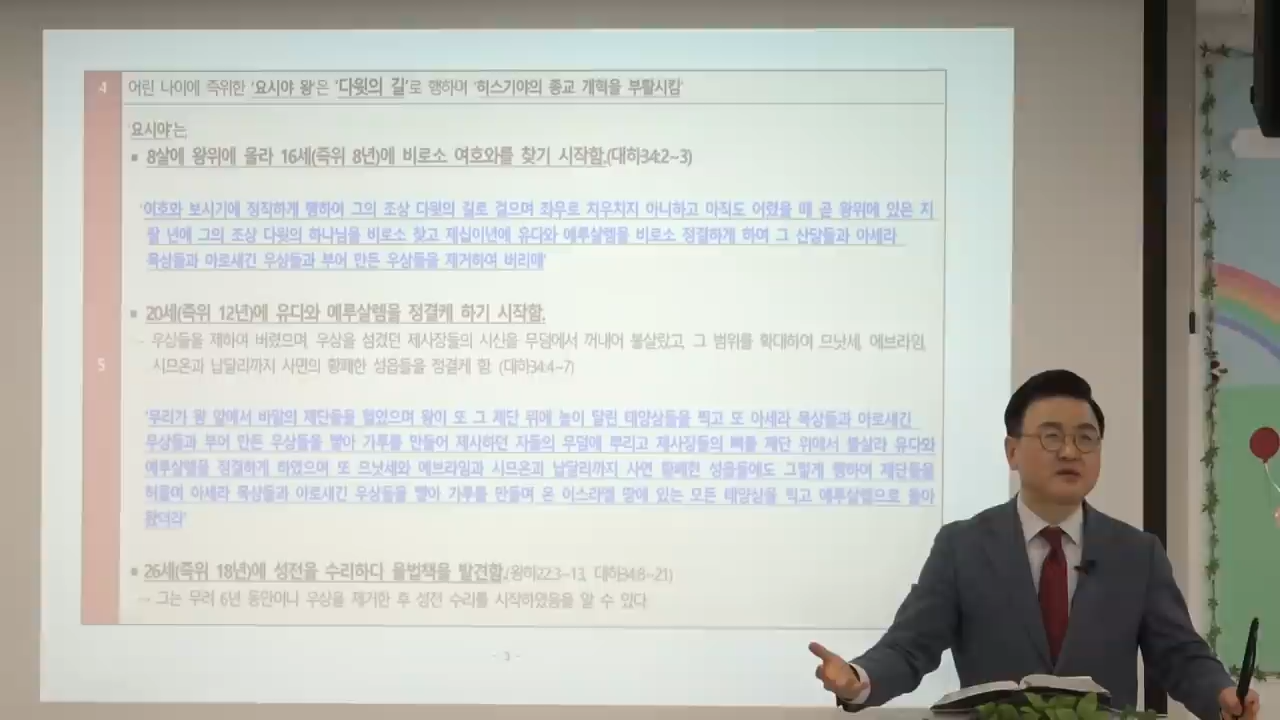 4 어린 나이에 즉위한 '요시야 왕'은 '다윗의 길'로 행하며 '히스기야의 종교 개혁을 부활시킴'
'요시야'는,
▪ 8살에 왕위에 올라 16세(즉위 8년)에 비로소 여호와를 찾기 시작함.(대하34:2~3)
'여호와 보시기에 정직하게 행하여 그의 조상 다윗의 길로 걸으며 좌우로 치우치지 아니하고 아직도 어렸을 때 곧 왕위에 있은 지
팔 년에 그의 조상 다윗의 하나님을 비로소 찾고 제십이년에 유다와 예루살렘을 비로소 정결하게 하여 그 산당들과 아세라
목상들과 아로새긴 우상들과 부어 만든 우상들을 제거하여 버리매'
▪ 20세(즉위 12년)에 유다와 예루살렘을 정결케 하기 시작함.
- 우상들을 제하여 버렸으며, 우상을 섬겼던 제사장들의 시신을 무덤에서 꺼내어 불살랐고, 그 범위를 확대하여 므낫세, 에브라임,
5 시므온과 납달리까지 사면의 황폐한 성읍들을 정결케 함. (대하34:4~7)
'무리가 왕 앞에서 바알의 제단들을 헐었으며 왕이 또 그 제단 위에 높이 달린 태양상들을 찍고 또 아세라 목상들과 아로새긴
우상들과 부어 만든 우상들을 빻아 가루를 만들어 제사하던 자들의 무덤에 뿌리고 제사장들의 뼈를 제단 위에서 불살라 유다와
예루살렘을 정결하게 하였으며 또 므낫세와 에브라임과 시므온과 납달리까지 사면 황폐한 성읍들에도 그렇게 행하여 제단들을
허물며 아세라 목상들과 아로새긴 우상들을 빻아 가루를 만들며 온 이스라엘 땅에 있는 모든 태양상을 찍고 예루살렘으로 돌아
왔더라'
▪ 26세(즉위 18년)에 성전을 수리하다 율법책을 발견함.(왕하22:3~13, 대하34:8~21)
- 그는 무려 6년 동안이나 우상을 제거한 후 성전 수리를 시작하였음을 알 수 있다
- 3 -